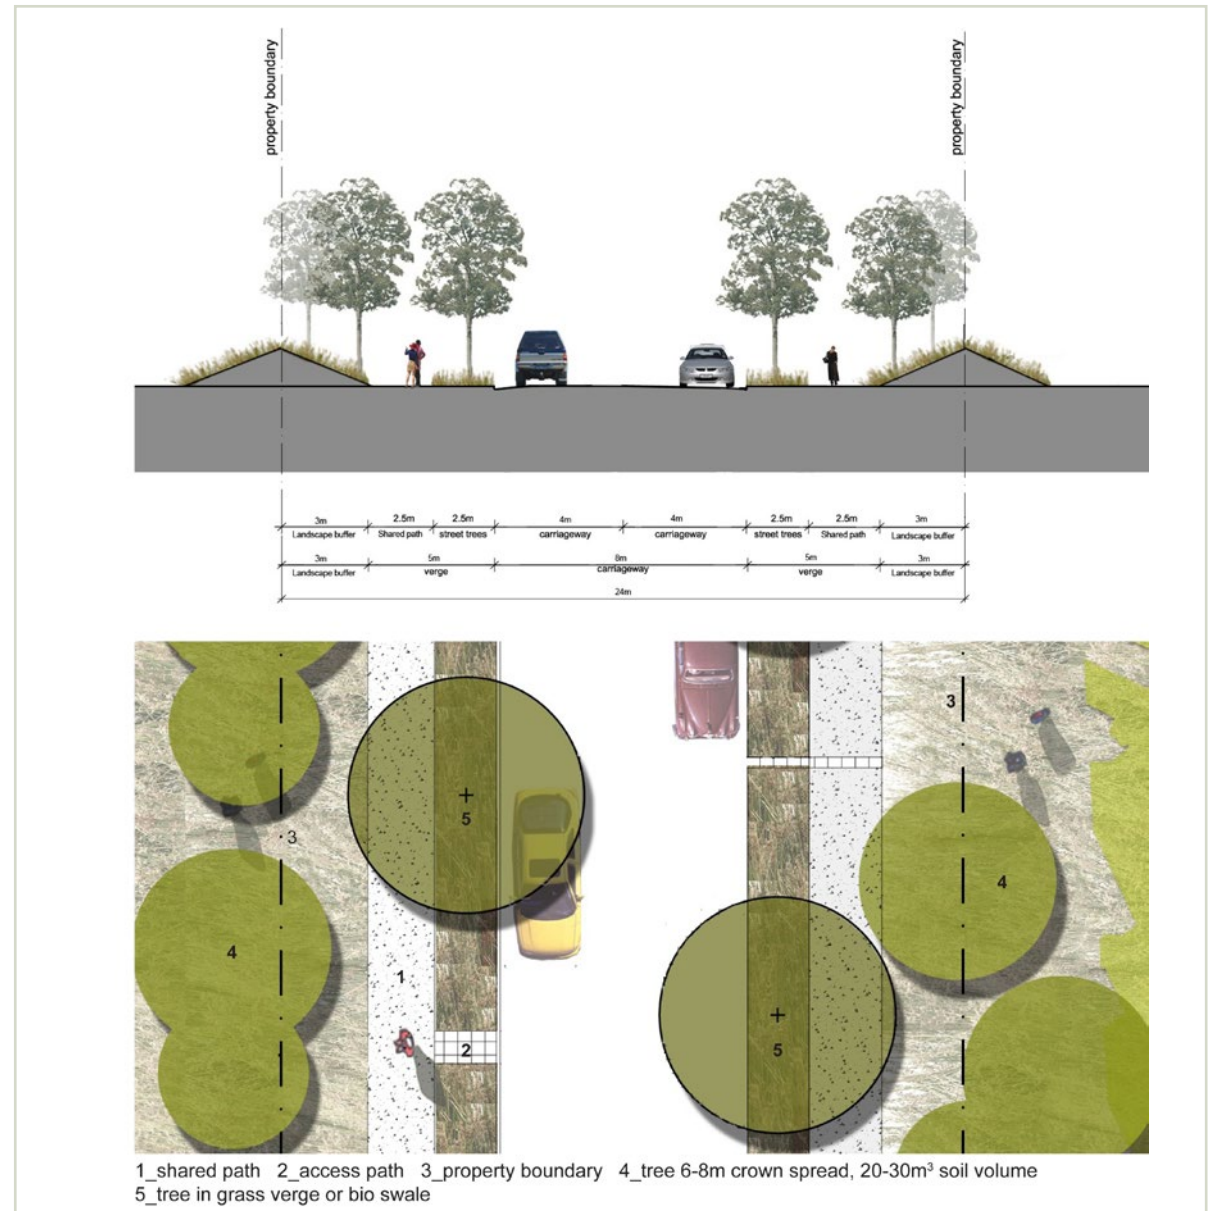 property boundary
property boundary
3m 2.5m 2.5m 4m 4m 2.5m 2.5m 3m
Landscape buffer Shared path street trees carriageway carriageway street trees Shared path Landscape buffer
3m 5m 8m 5m 3m
Landscape buffer verge carriageway verge Landscape buffer
24m
3
5
3
4
4
1
2
5
1_shared path 2_access path 3_property boundary 4_tree 6-8m crown spread, 20-30m³ soil volume
5_tree in grass verge or bio swale